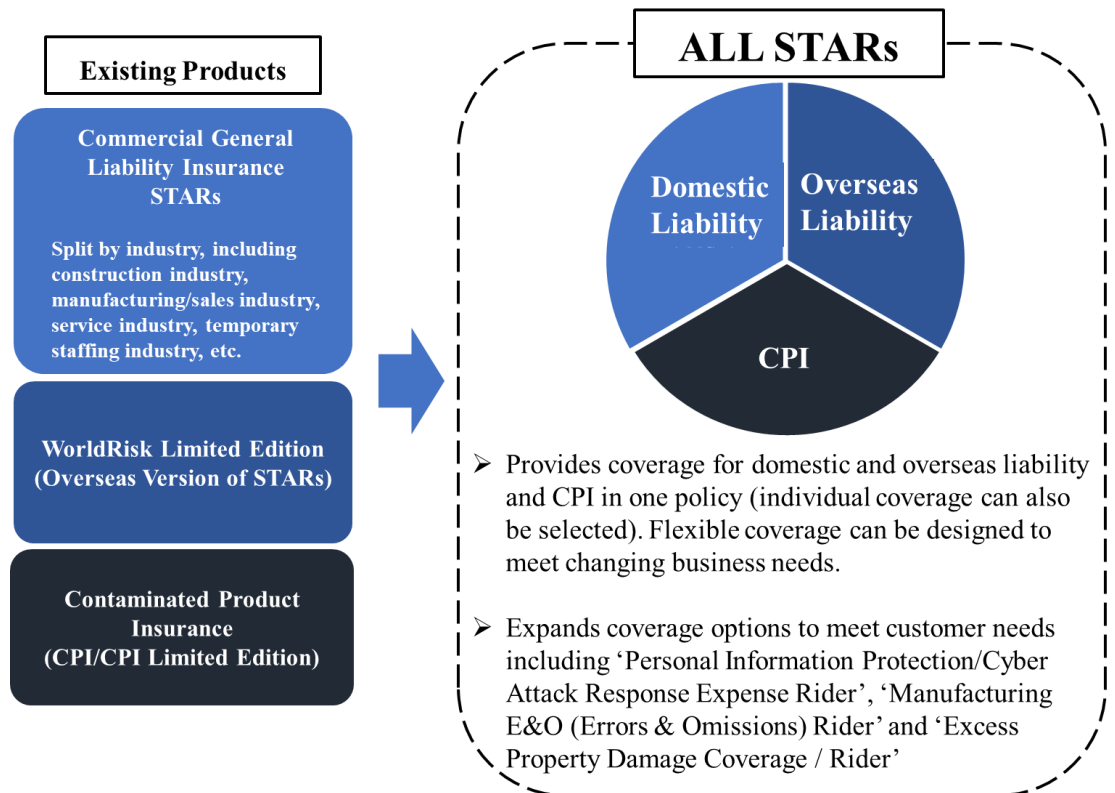 Existing Products
Commercial General
Liability Insurance
STARs
Split by industry, including
construction industry,
manufacturing/sales industry,
service industry, temporary
staffing industry, etc.
WorldRisk Limited Edition
(Overseas Version of STARs)
Contaminated Product
Insurance
(CPI/CPI Limited Edition)
ALL STARs
Domestic
Liability
Overseas
Liability
CPI
➢ Provides coverage for domestic and overseas liability
and CPI in one policy (individual coverage can also
be selected). Flexible coverage can be designed to
meet changing business needs.
➢ Expands coverage options to meet customer needs
including ‘Personal Information Protection/Cyber
Attack Response Expense Rider’, ‘Manufacturing
E&O (Errors & Omissions) Rider’ and ‘Excess
Property Damage Coverage / Rider’